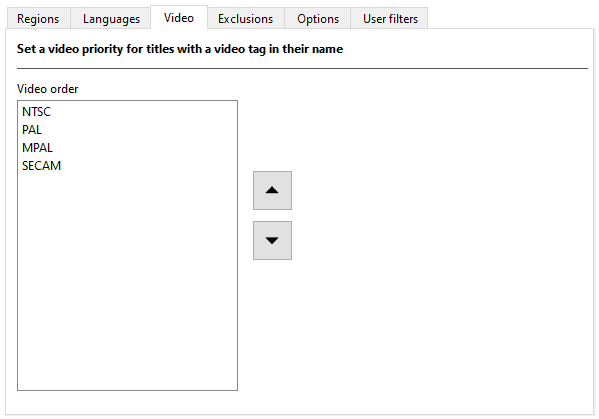 Regions Languages Video Exclusions Options User filters
Set a video priority for titles with a video tag in their name
Video order
NTSC
PAL
MPAL
SECAM